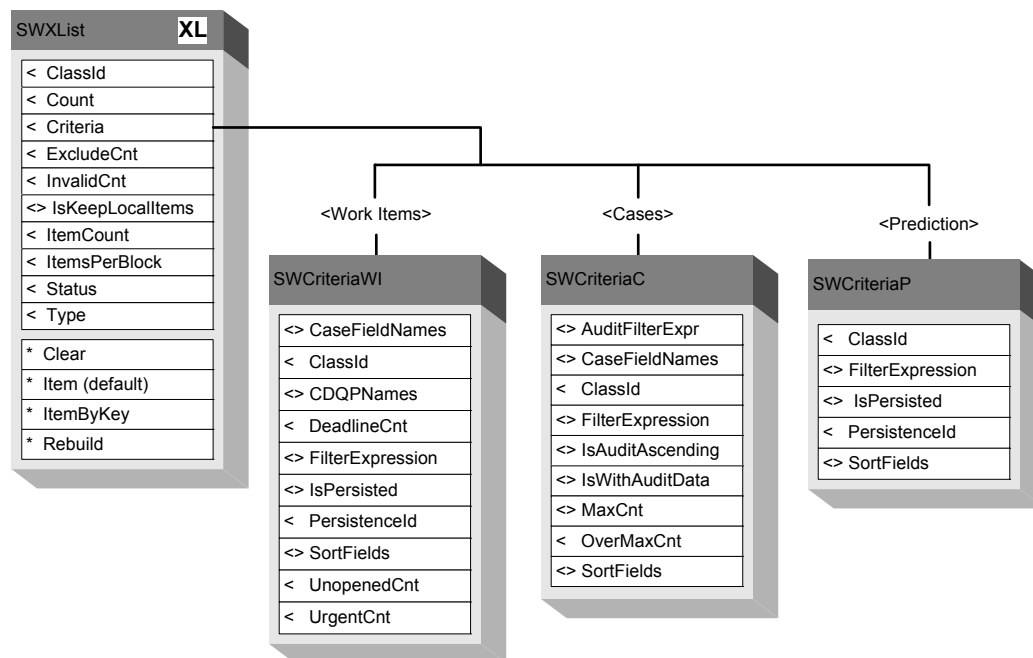 SWXList XL
< ClassId
< Count
< Criteria
< ExcludeCnt
< InvalidCnt
<> IsKeepLocalItems
< ItemCount
< ItemsPerBlock
< Status
< Type
* Clear
* Item (default)
* ItemByKey
* Rebuild
<Work Items>
SWCriteriaWI
<> CaseFieldNames
< ClassId
<> CDQPNames
< DeadlineCnt
<> FilterExpression
<> IsPersisted
< PersistenceId
<> SortFields
< UnopenedCnt
< UrgentCnt
<Cases>
SWCriteriaC
<> AuditFilterExpr
<> CaseFieldNames
< ClassId
<> FilterExpression
<> IsAuditAscending
<> IsWithAuditData
<> MaxCnt
< OverMaxCnt
<> SortFields
<Prediction>
SWCriteriaP
< ClassId
<> FilterExpression
<> IsPersisted
< PersistenceId
<> SortFields